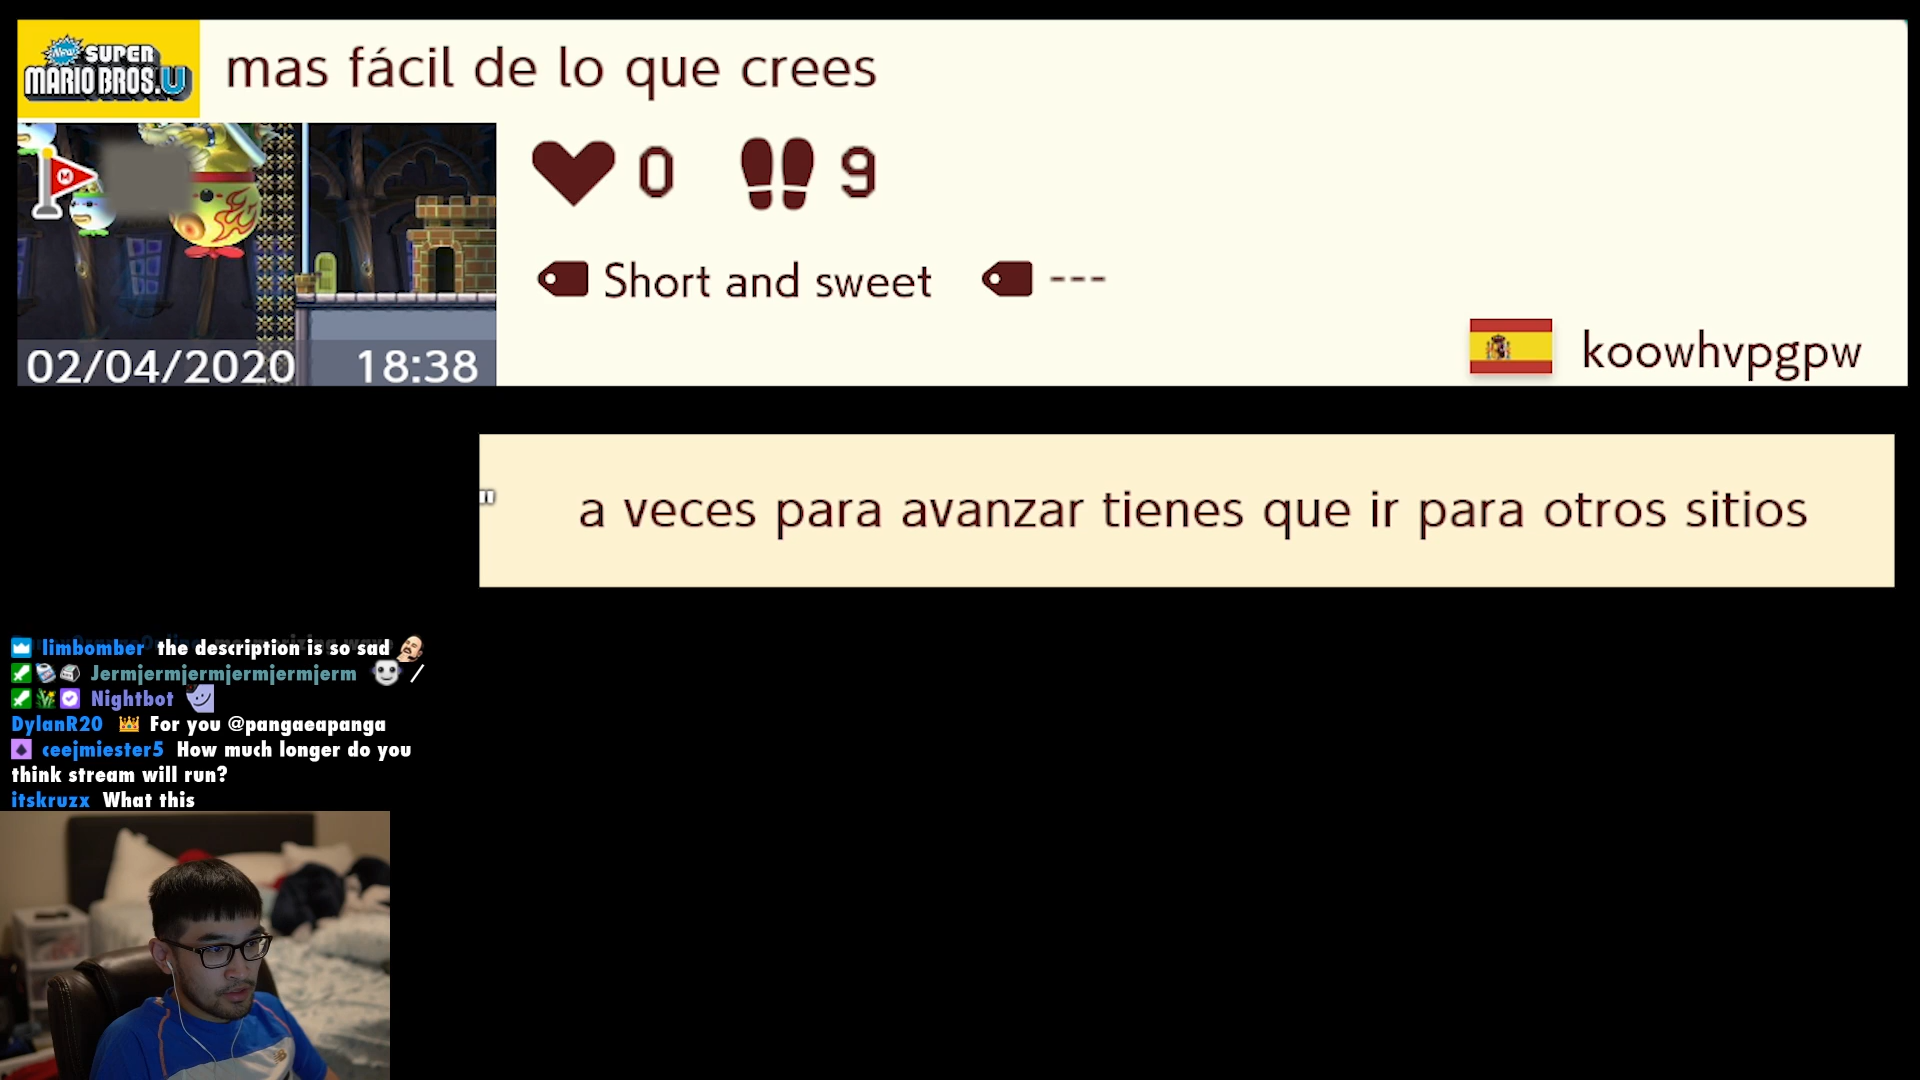 New SUPER MARIO BROS. U
mas fácil de lo que crees
0 9
Short and sweet ---
02/04/2020 18:38
koowhvpgpw
a veces para avanzar tienes que ir para otros sitios
limbomber the description is so sad
Jermjermjermjermjermjerm /
Nightbot
DylanR20 For you @pangaeapanga
ceejmiester5 How much longer do you
think stream will run?
itskruzx What this